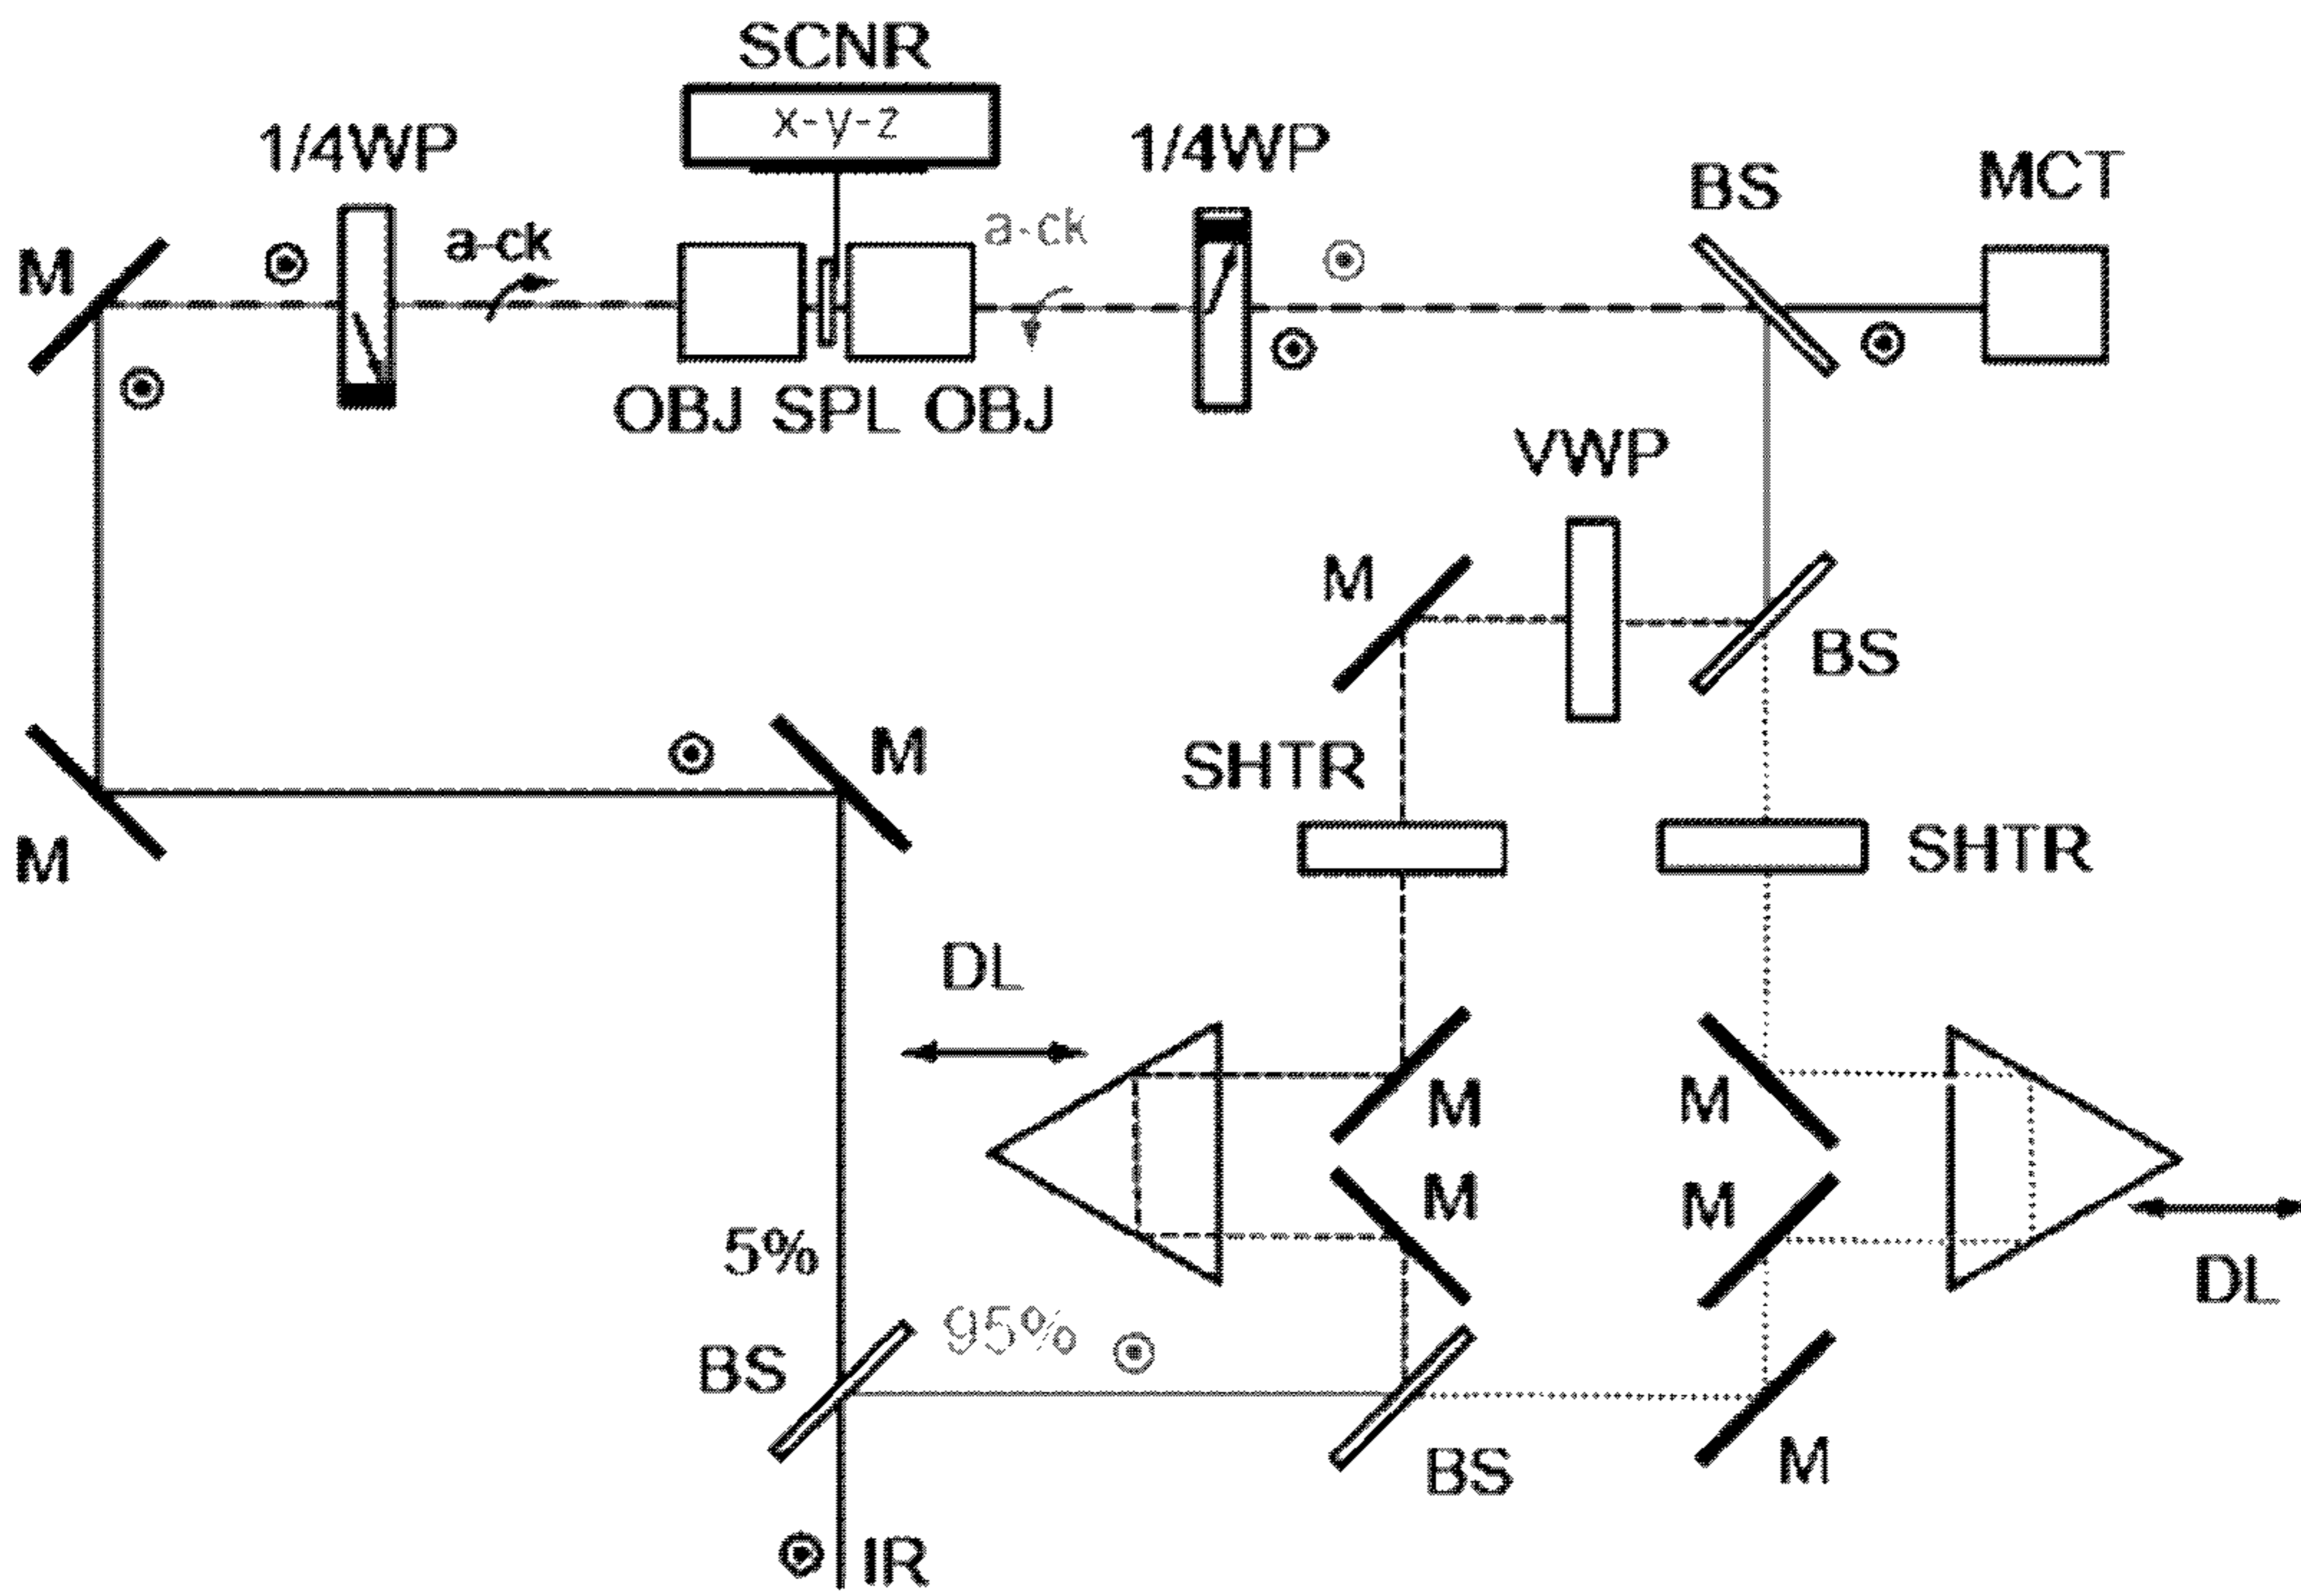 SCNR
x-y-z
1/4WP
1/4WP
BS
MCT
M
a-ck
a-ck
OBJ
SPL
OBJ
VWP
M
BS
M
SHTR
SHTR
M
DL
M
M
M
M
5%
95%
DL
BS
BS
M
IR